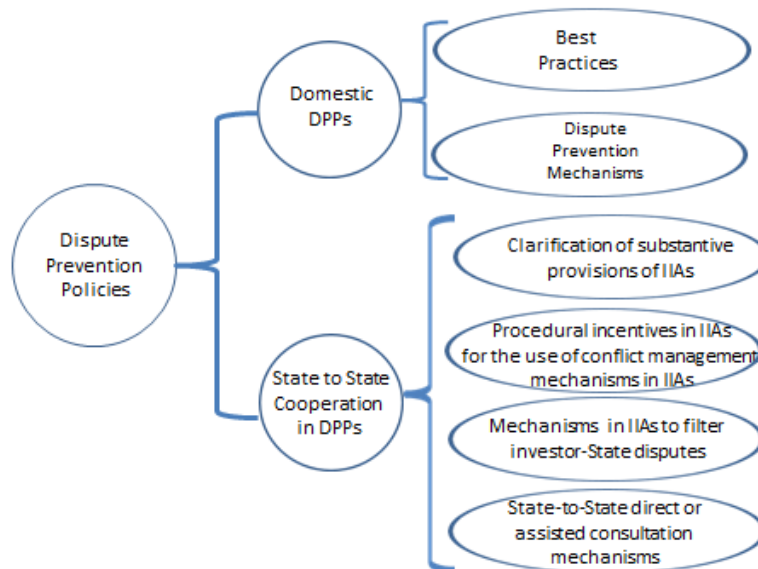 Dispute
Prevention
Policies
Domestic
DPPs
Best
Practices
Dispute
Prevention
Mechanisms
State to State
Cooperation
in DPPs
Clarification of substantive
provisions of IIAs
Procedural incentives in IIAs
for the use of conflict management
mechanisms in IIAs
Mechanisms in IIAs to filter
investor-State disputes
State-to-State direct or
assisted consultation
mechanisms